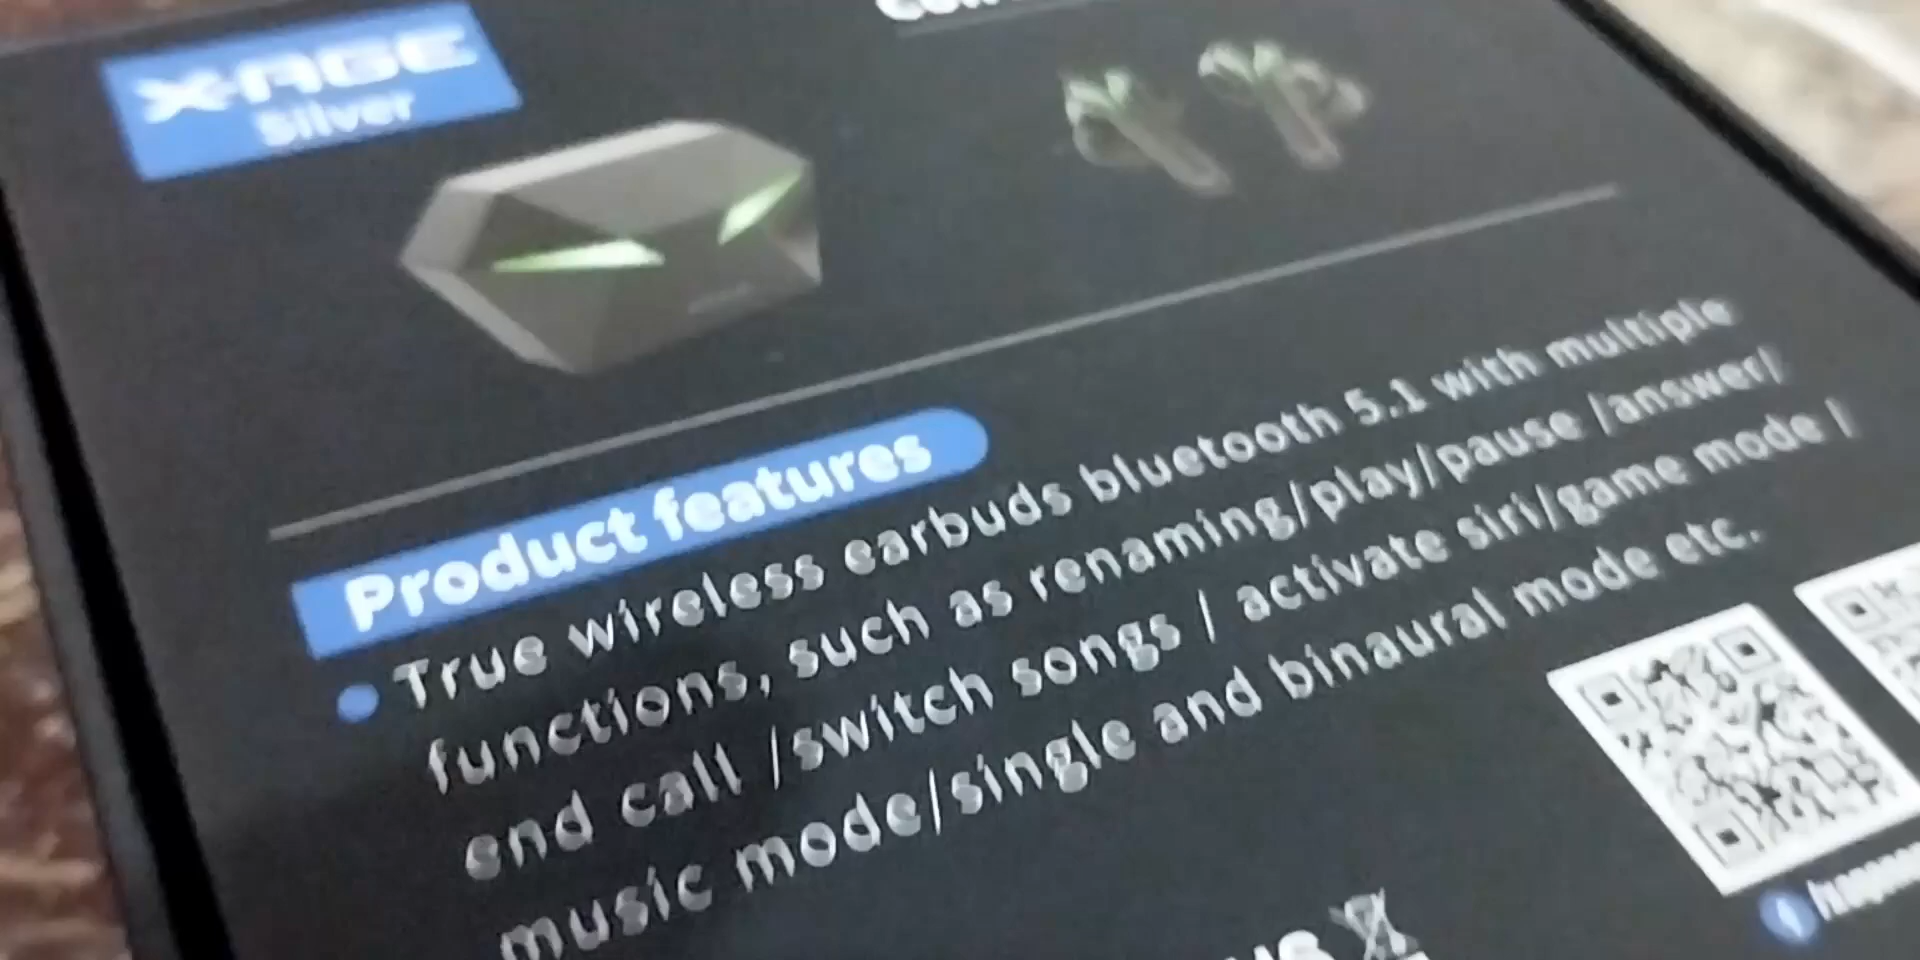 X-AGE
Silver
Product features
True wireless earbuds bluetooth 5.1 with multiple
functions, such as renaming/play/pause /answer/
end call /switch songs / activate siri/game mode /
music mode/single and binaural mode etc.